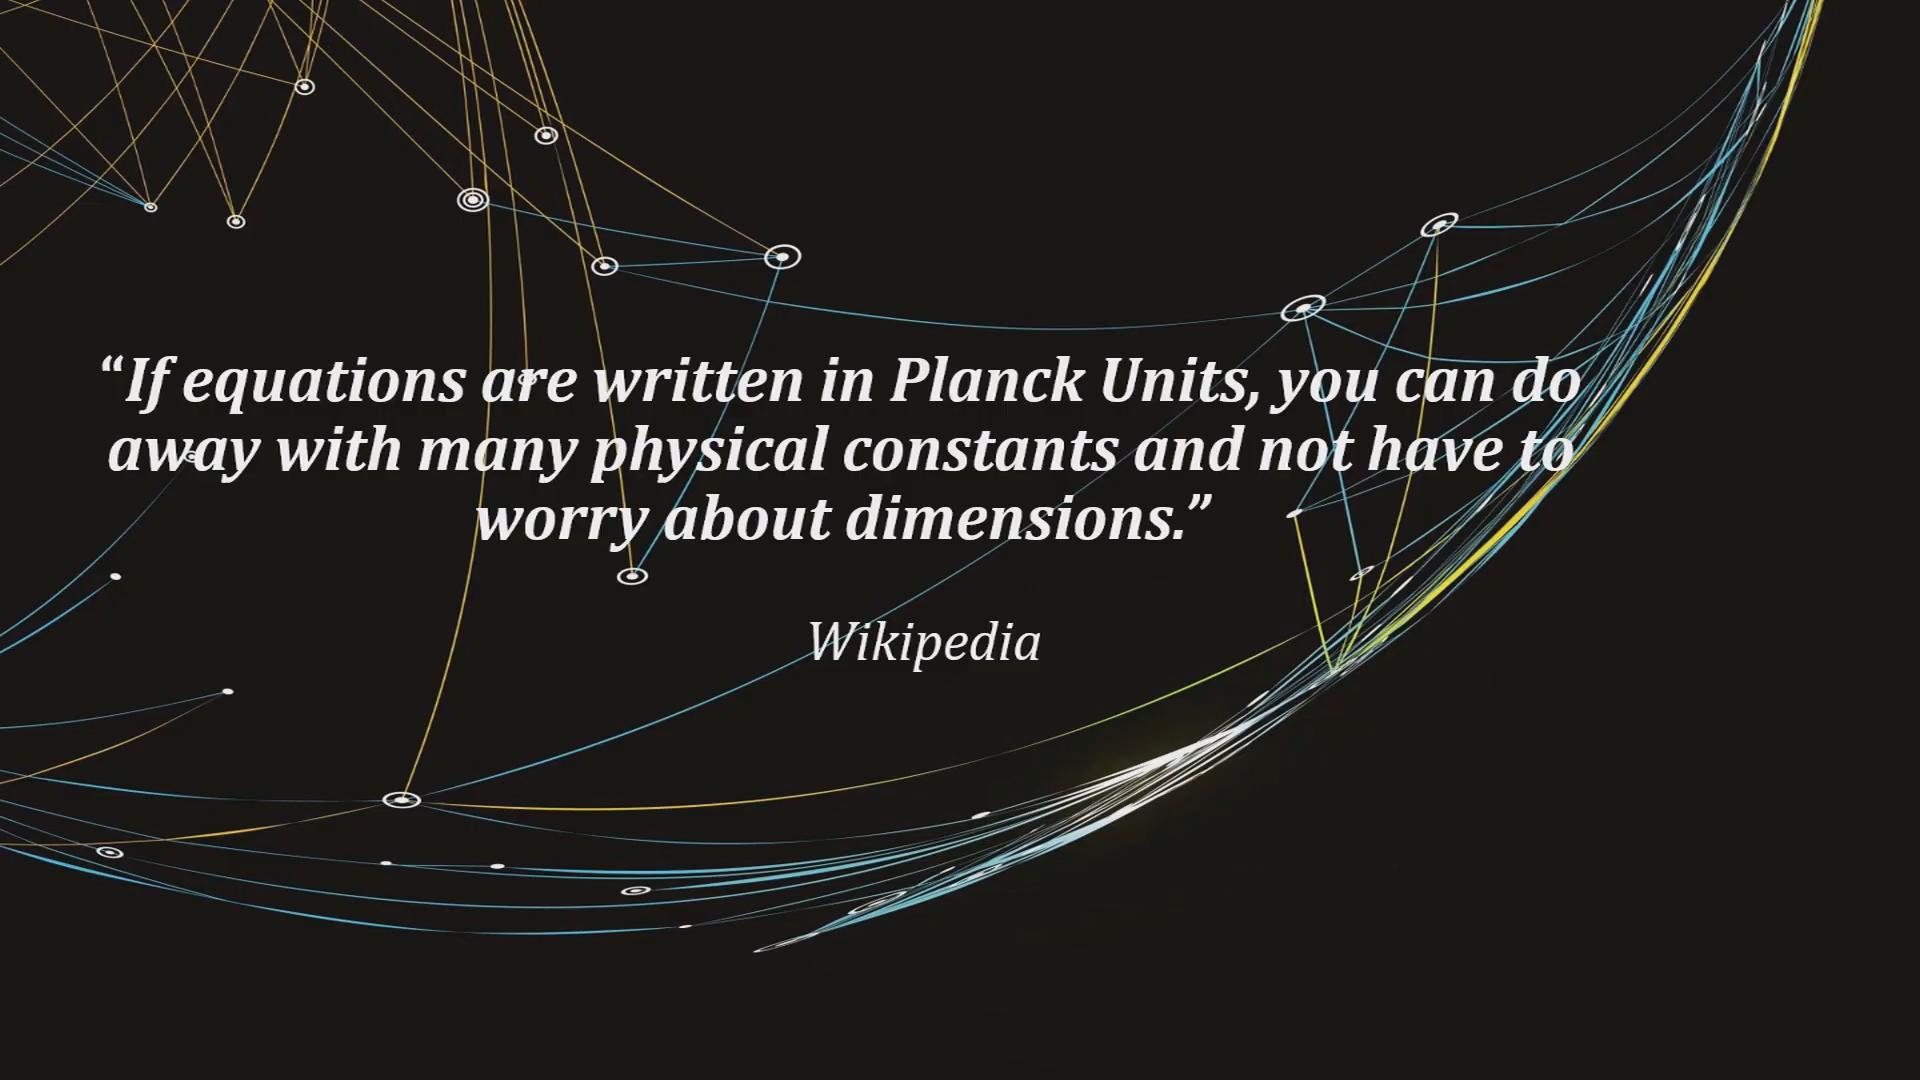 “If equations are written in Planck Units, you can do
away with many physical constants and not have to
worry about dimensions.”
Wikipedia